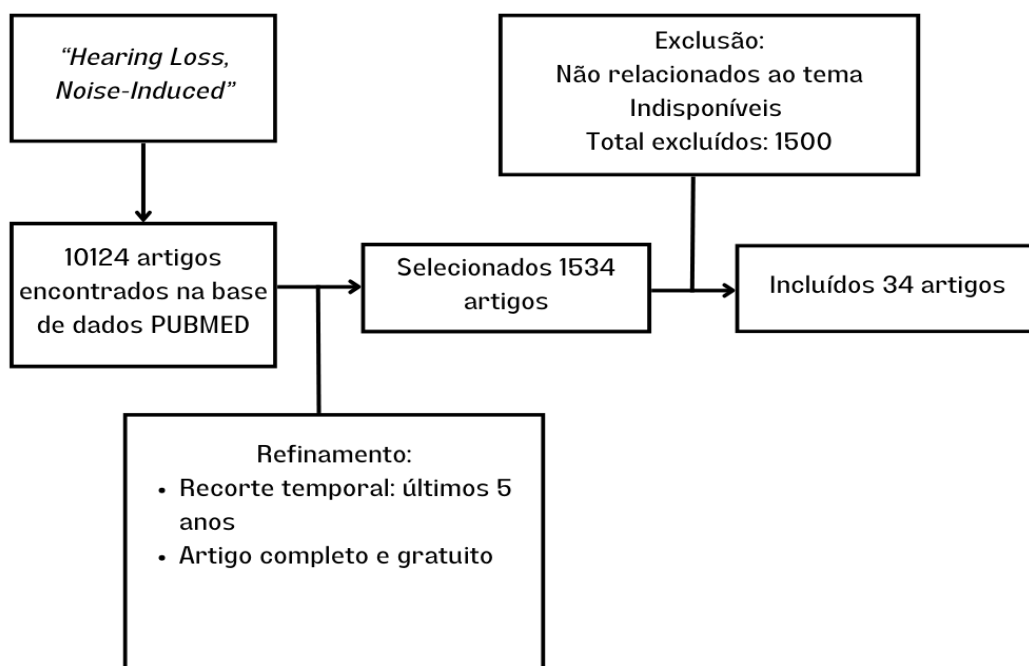 “Hearing Loss,
Noise-Induced”
10124 artigos
encontrados na base
de dados PUBMED
Refinamento:
• Recorte temporal: últimos 5
anos
• Artigo completo e gratuito
Selecionados 1534
artigos
Exclusão:
Não relacionados ao tema
Indisponíveis
Total excluídos: 1500
Incluídos 34 artigos